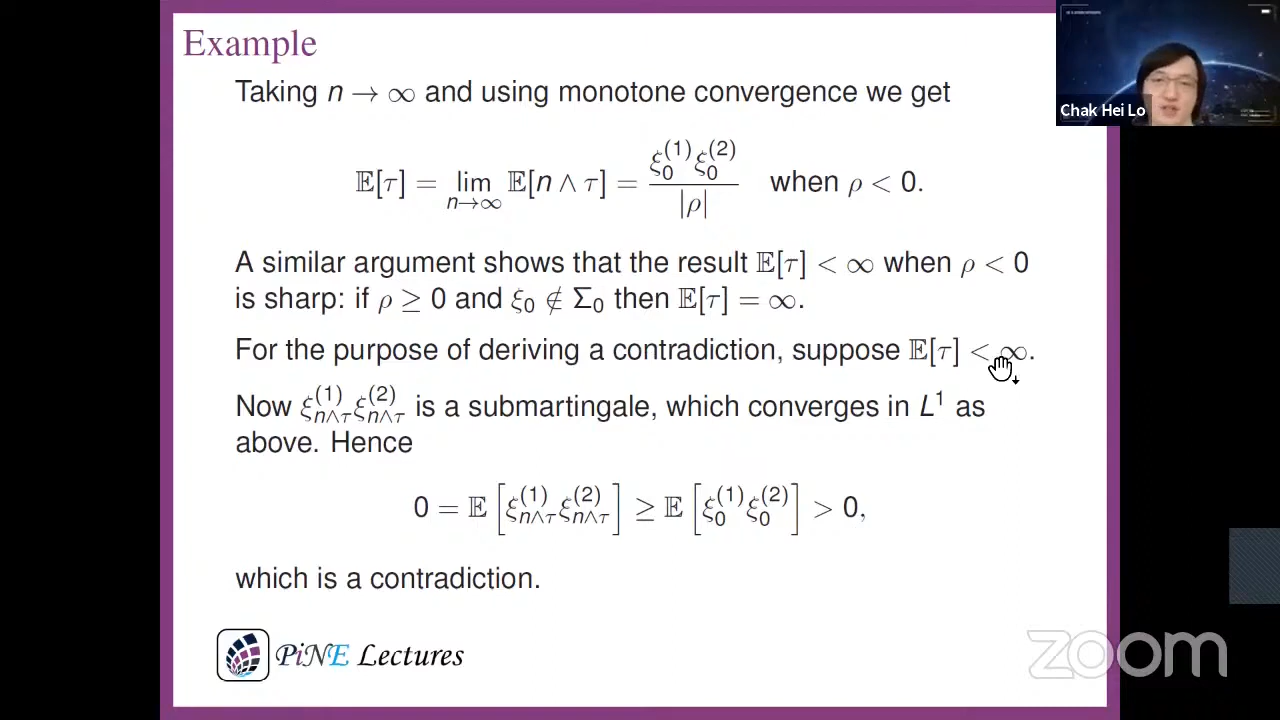 Example
Taking n → ∞ and using monotone convergence we get
𝔼[τ] = lim_{n→∞} 𝔼[n ∧ τ] = ξ_0^{(1)} ξ_0^{(2)} / |ρ| when ρ < 0.
A similar argument shows that the result 𝔼[τ] < ∞ when ρ < 0
is sharp: if ρ ≥ 0 and ξ_0 ∉ Σ_0 then 𝔼[τ] = ∞.
For the purpose of deriving a contradiction, suppose 𝔼[τ] < ∞.
Now ξ_{n∧τ}^{(1)} ξ_{n∧τ}^{(2)} is a submartingale, which converges in L^1 as
above. Hence
0 = 𝔼[ξ_{n∧τ}^{(1)} ξ_{n∧τ}^{(2)}] ≥ 𝔼[ξ_0^{(1)} ξ_0^{(2)}] > 0,
which is a contradiction.
PiNE Lectures
Chak Hei Lo
zoom